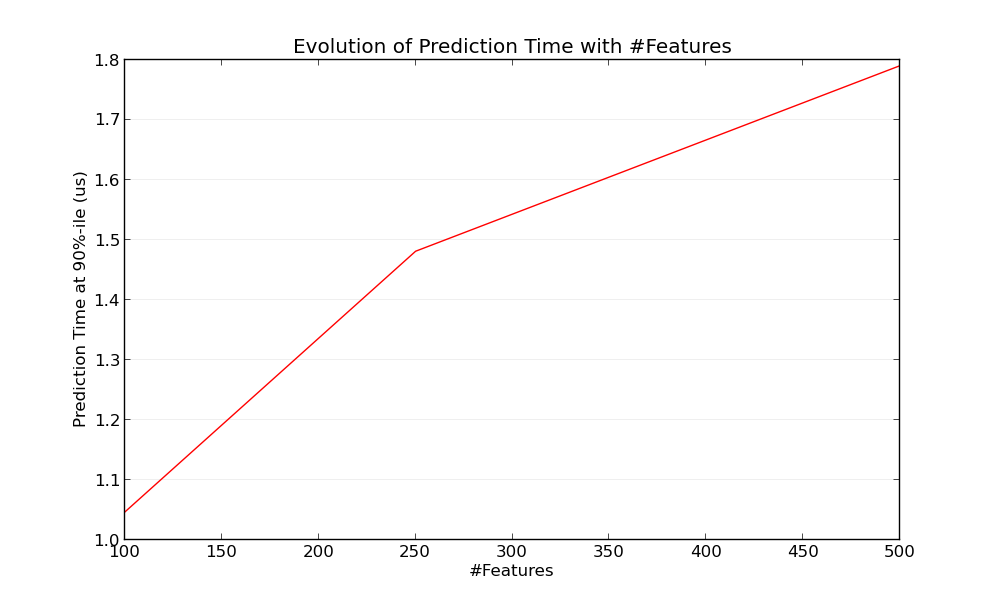 Evolution of Prediction Time with #Features
Prediction Time at 90%-ile (us)
1.8
1.7
1.6
1.5
1.4
1.3
1.2
1.1
1.0
100 150 200 250 300 350 400 450 500
#Features